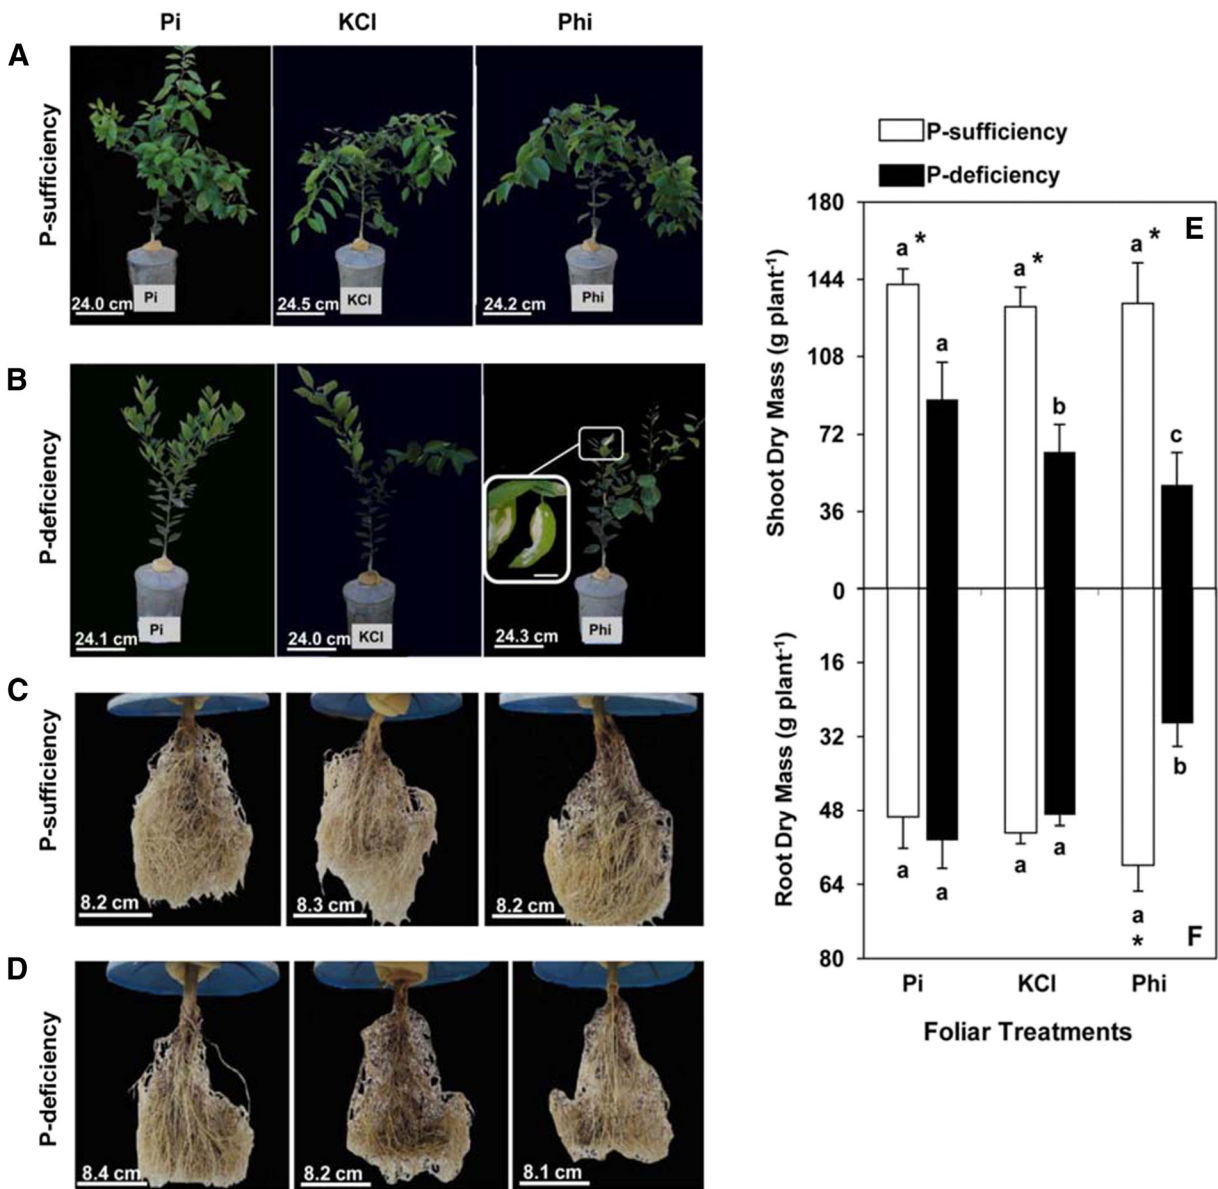 Pi KCl Phi
A
P-sufficiency
Pi
24.0 cm
KCl
24.5 cm
Phi
24.2 cm
B
P-deficiency
Pi
24.1 cm
KCl
24.0 cm
Phi
24.3 cm
C
P-sufficiency
8.2 cm
8.3 cm
8.2 cm
D
P-deficiency
8.4 cm
8.2 cm
8.1 cm
P-sufficiency
P-deficiency
E
Shoot Dry Mass (g plant⁻¹)
180
144
108
72
36
0
a *
a
a *
b
a *
c
Root Dry Mass (g plant⁻¹)
16
32
48
64
80
a
a
a
a
a
*
b
F
Pi KCl Phi
Foliar Treatments